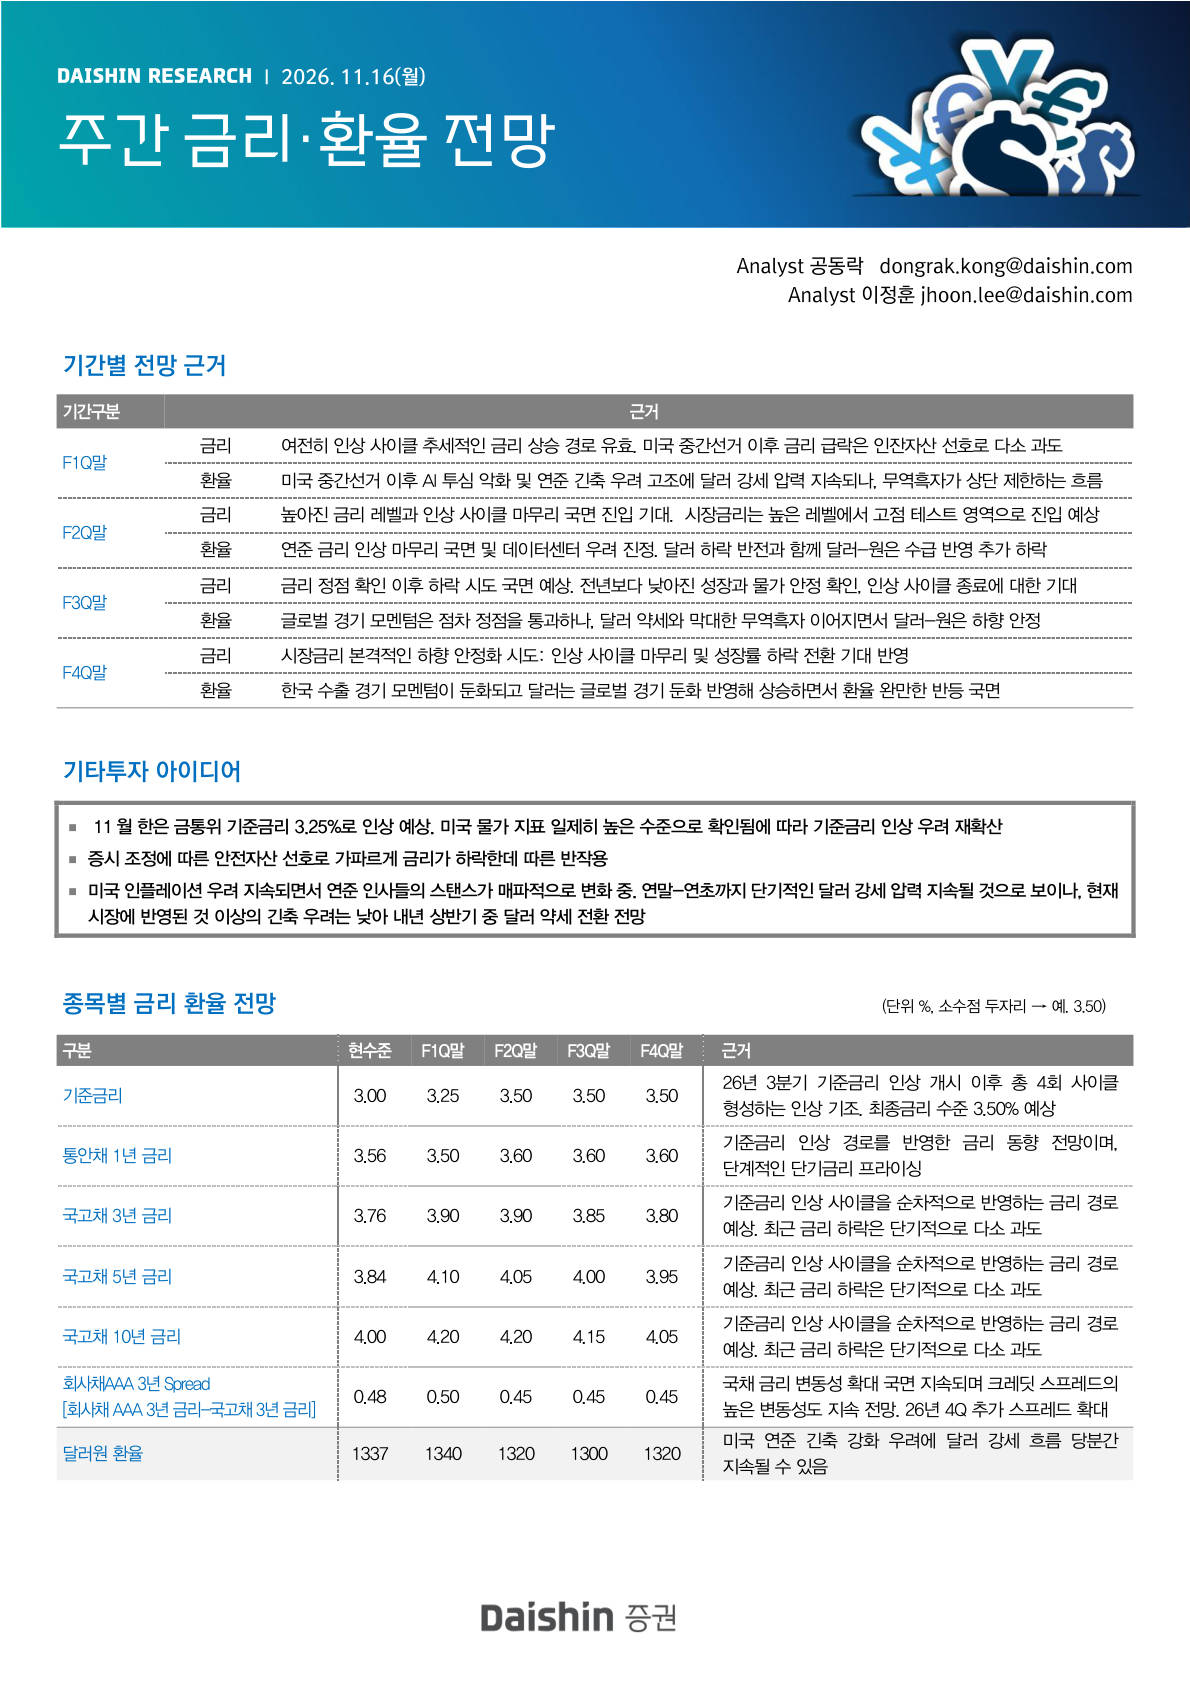 DAISHIN RESEARCH | 2026. 11.16(월)
주간 금리·환율 전망
Analyst 공동락 dongrak.kong@daishin.com
Analyst 이정훈 jhoon.lee@daishin.com
기간별 전망 근거
기간구분 근거
F1Q말 금리 여전히 인상 사이클 추세적인 금리 상승 경로 유효. 미국 중간선거 이후 금리 급락은 인잔자산 선호로 다소 과도
환율 미국 중간선거 이후 AI 투심 악화 및 연준 긴축 우려 고조에 달러 강세 압력 지속되나, 무역흑자가 상단 제한하는 흐름
F2Q말 금리 높아진 금리 레벨과 인상 사이클 마무리 국면 진입 기대. 시장금리는 높은 레벨에서 고점 테스트 영역으로 진입 예상
환율 연준 금리 인상 마무리 국면 및 데이터센터 우려 진정. 달러 하락 반전과 함께 달러-원은 수급 반영 추가 하락
F3Q말 금리 금리 정점 확인 이후 하락 시도 국면 예상. 전년보다 낮아진 성장과 물가 안정 확인, 인상 사이클 종료에 대한 기대
환율 글로벌 경기 모멘텀은 점차 정점을 통과하나, 달러 약세와 막대한 무역흑자 이어지면서 달러-원은 하향 안정
F4Q말 금리 시장금리 본격적인 하향 안정화 시도: 인상 사이클 마무리 및 성장률 하락 전환 기대 반영
환율 한국 수출 경기 모멘텀이 둔화되고 달러는 글로벌 경기 둔화 반영해 상승하면서 환율 완만한 반등 국면
기타투자 아이디어
▪ 11월 한은 금통위 기준금리 3.25%로 인상 예상. 미국 물가 지표 일제히 높은 수준으로 확인됨에 따라 기준금리 인상 우려 재확산
▪ 증시 조정에 따른 안전자산 선호로 가파르게 금리가 하락한데 따른 반작용
▪ 미국 인플레이션 우려 지속되면서 연준 인사들의 스탠스가 매파적으로 변화 중. 연말-연초까지 단기적인 달러 강세 압력 지속될 것으로 보이나, 현재
시장에 반영된 것 이상의 긴축 우려는 낮아 내년 상반기 중 달러 약세 전환 전망
종목별 금리 환율 전망
(단위 %, 소수점 두자리 → 예. 3.50)
구분 현수준 F1Q말 F2Q말 F3Q말 F4Q말 근거
기준금리 3.00 3.25 3.50 3.50 3.50 26년 3분기 기준금리 인상 개시 이후 총 4회 사이클
형성하는 인상 기조. 최종금리 수준 3.50% 예상
통안채 1년 금리 3.56 3.50 3.60 3.60 3.60 기준금리 인상 경로를 반영한 금리 동향 전망이며,
단계적인 단기금리 프라이싱
국고채 3년 금리 3.76 3.90 3.90 3.85 3.80 기준금리 인상 사이클을 순차적으로 반영하는 금리 경로
예상. 최근 금리 하락은 단기적으로 다소 과도
국고채 5년 금리 3.84 4.10 4.05 4.00 3.95 기준금리 인상 사이클을 순차적으로 반영하는 금리 경로
예상. 최근 금리 하락은 단기적으로 다소 과도
국고채 10년 금리 4.00 4.20 4.20 4.15 4.05 기준금리 인상 사이클을 순차적으로 반영하는 금리 경로
예상. 최근 금리 하락은 단기적으로 다소 과도
회사채AAA 3년 Spread
[회사채 AAA 3년 금리-국고채 3년 금리] 0.48 0.50 0.45 0.45 0.45 국채 금리 변동성 확대 국면 지속되며 크레딧 스프레드의
높은 변동성도 지속 전망. 26년 4Q 추가 스프레드 확대
달러원 환율 1337 1340 1320 1300 1320 미국 연준 긴축 강화 우려에 달러 강세 흐름 당분간
지속될 수 있음
Daishin 증권